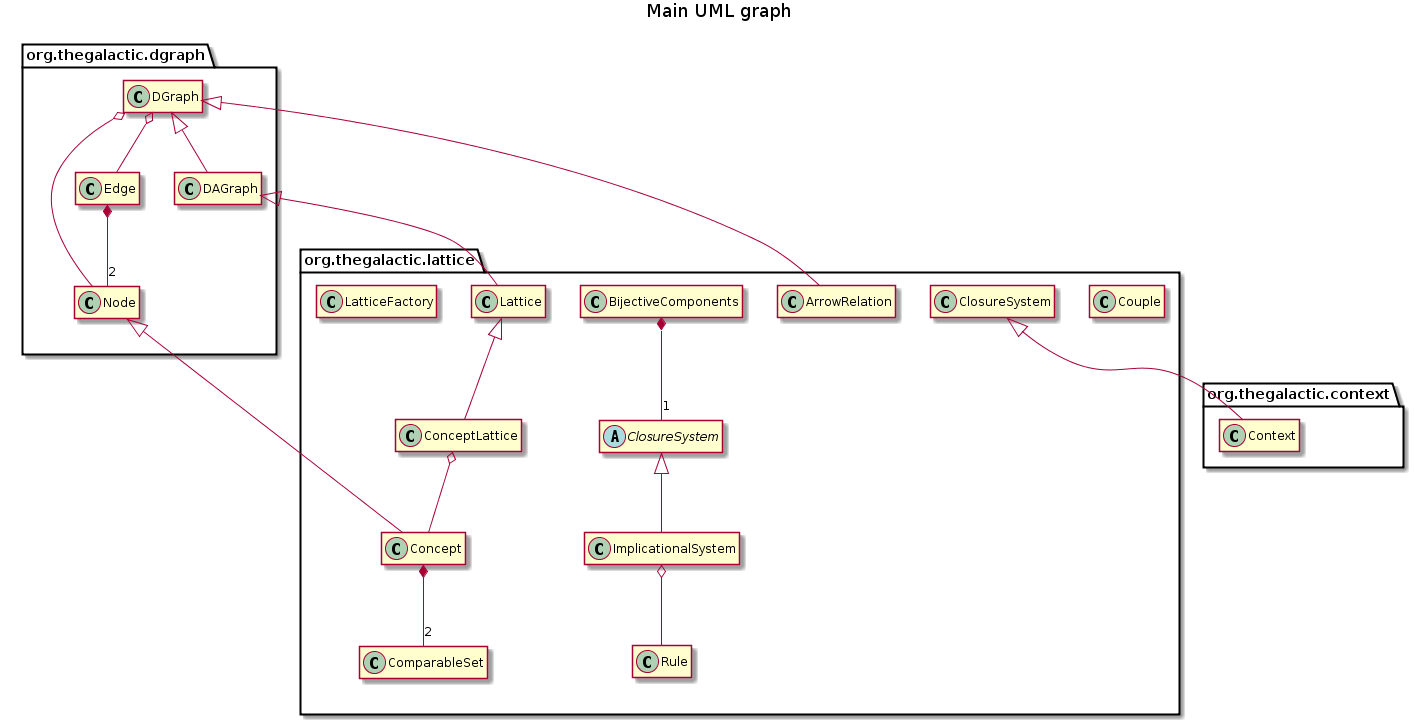 Main UML graph
org.thegalactic.dgraph
C DGraph
C Edge
C DAGraph
2
C Node
org.thegalactic.lattice
C LatticeFactory
C Lattice
C BijectiveComponents
C ArrowRelation
C ClosureSystem
C Couple
org.thegalactic.context
C Context
1
C ConceptLattice
A ClosureSystem
C Concept
C ImplicationalSystem
2
C ComparableSet
C Rule